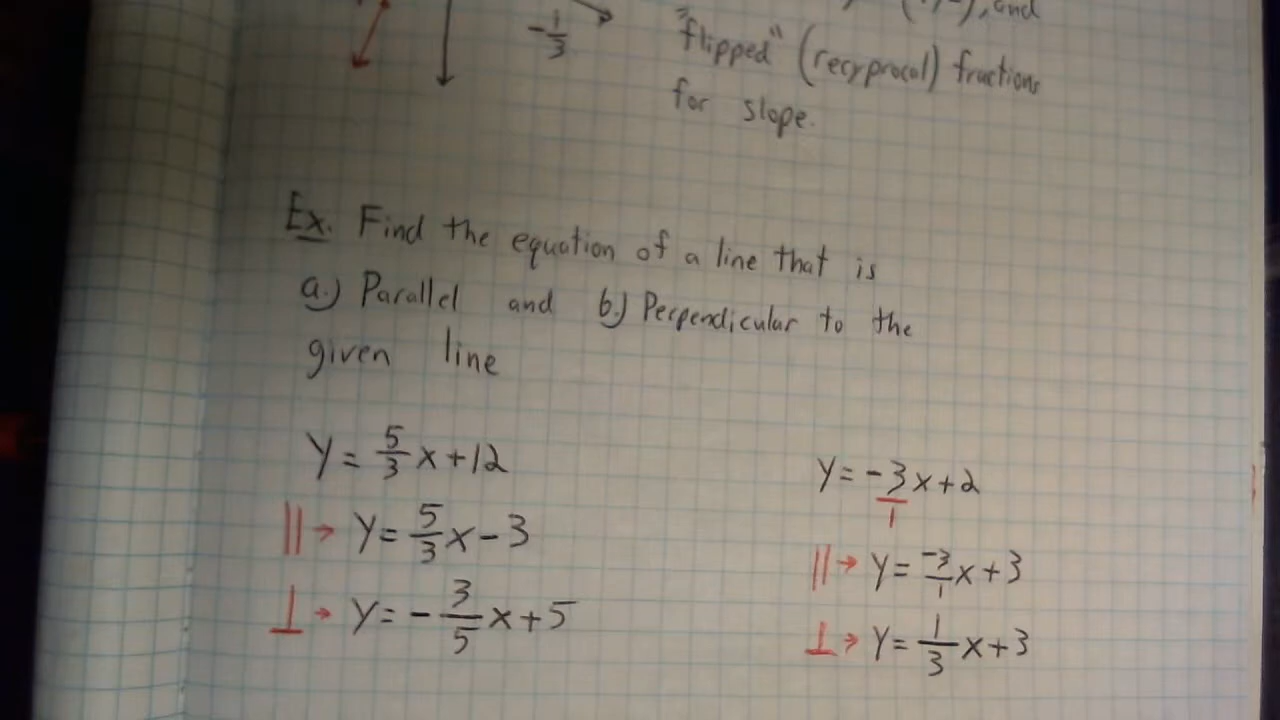 -1/3
, and
"flipped" (recyprocal) fractions
for slope.
Ex. Find the equation of a line that is
a.) Parallel and b.) Perpendicular to the
given line
y = 5/3 x + 12
|| → y = 5/3 x - 3
⊥ → y = - 3/5 x + 5
y = -3/1 x + 2
|| → y = -3/1 x + 3
⊥ → y = 1/3 x + 3